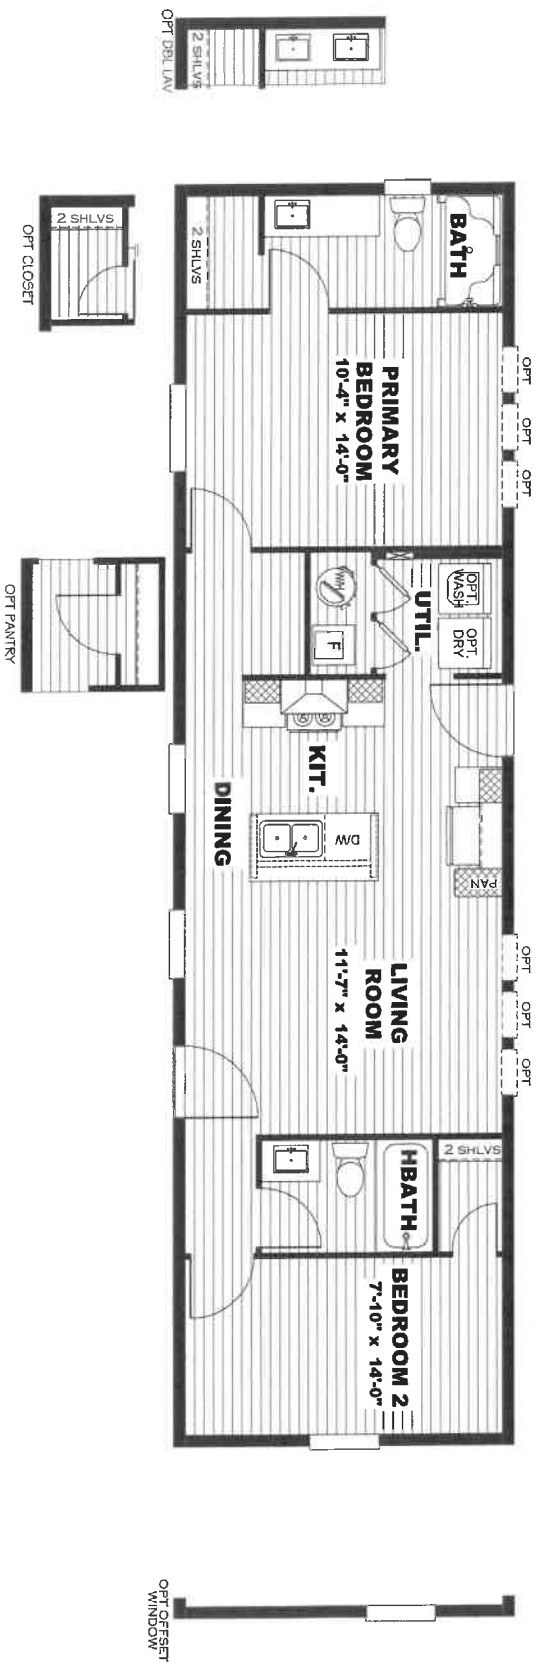 OPT DBL LAV
2 SHLVS
OPT CLOSET
2 SHLVS
2 SHLVS
BATH
PRIMARY
BEDROOM
10'-4" x 14'-0"
OPT
OPT
OPT
OPT PANTRY
WH
F
UTIL.
OPT.
WASH
OPT.
DRY
KIT.
DINING
D/W
PAN
LIVING
ROOM
11'-7" x 14'-0"
OPT
OPT
OPT
2 SHLVS
HBATH
BEDROOM 2
7'-10" x 14'-0"
OPT OFFSET
WINDOW